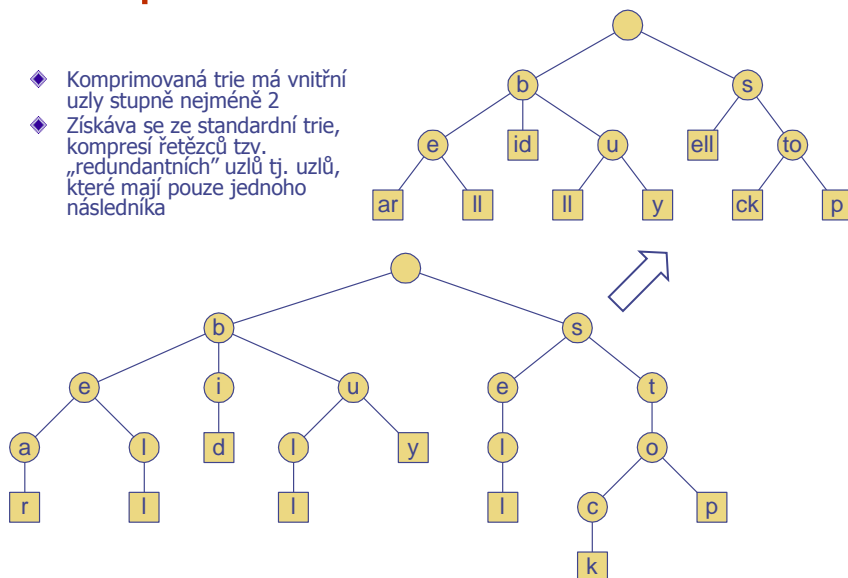 Komprimovaná trie má vnitřní
uzly stupně nejméně 2
Získáva se ze standardní trie,
kompresí řetězců tzv.
„redundantních” uzlů tj. uzlů,
které mají pouze jednoho
následníka
b s
e id u ell to
ar ll ll y ck p
b s
e i u e t
a l d l y l o
r l l l c p
k